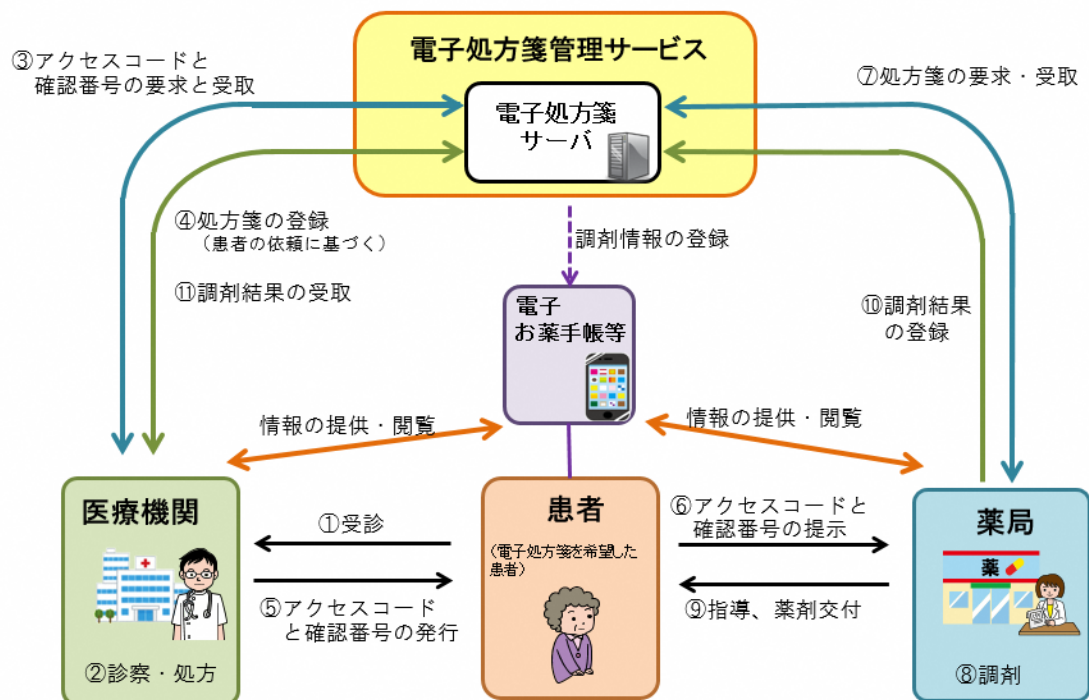 電子処方箋管理サービス
電子処方箋
サーバ
③アクセスコードと
確認番号の要求と受取
⑦処方箋の要求・受取
④処方箋の登録
（患者の依頼に基づく）
⑪調剤結果の受取
調剤情報の登録
電子
お薬手帳等
⑩調剤結果
の登録
情報の提供・閲覧
情報の提供・閲覧
医療機関
②診察・処方
①受診
⑤アクセスコード
と確認番号の発行
患者
（電子処方箋を希望した
患者）
⑥アクセスコードと
確認番号の提示
⑨指導、薬剤交付
薬局
薬
⑧調剤